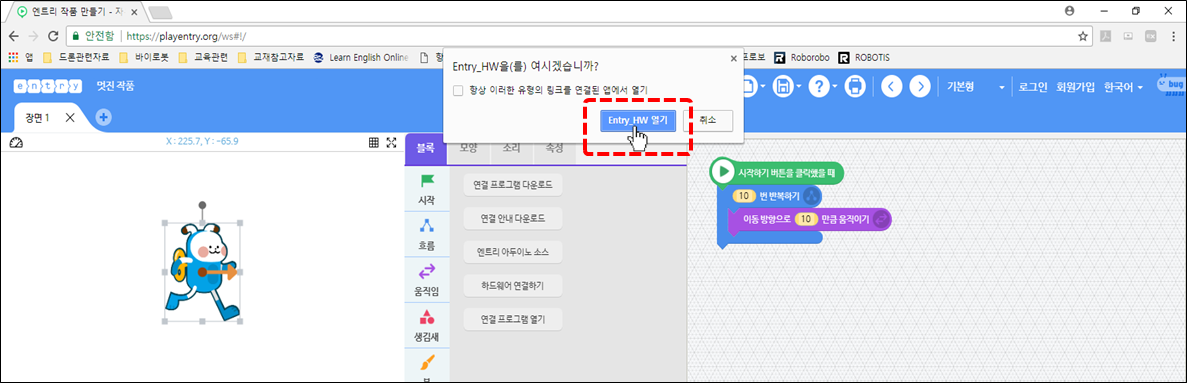 엔트리 작품 만들기 - 자
안전함 https://playentry.org/ws#!/
앱 드론관련자료 바이로봇 교육관련 교재참고자료 Learn English Online Roborobo ROBOTIS
Entry_HW을(를) 여시겠습니까?
항상 이러한 유형의 링크를 연결된 앱에서 열기
Entry_HW 열기 취소
entry 멋진 작품 기본형 로그인 회원가입 한국어
bug
장면 1
X : 225.7, Y : -65.9
블록 모양 소리 속성
시작
흐름
움직임
생김새
붓
연결 프로그램 다운로드
연결 안내 다운로드
엔트리 아두이노 소스
하드웨어 연결하기
연결 프로그램 열기
시작하기 버튼을 클릭했을 때
10 번 반복하기
이동 방향으로 10 만큼 움직이기